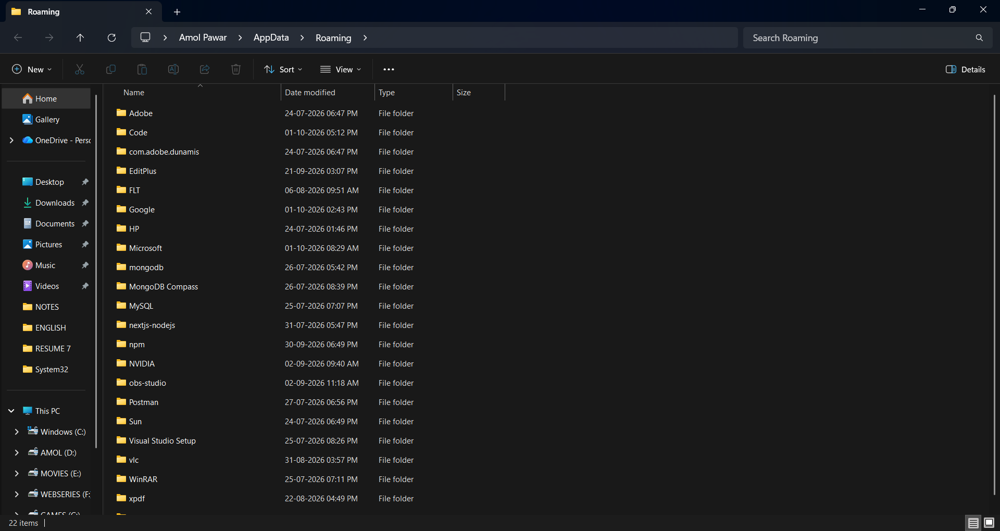 Roaming
Amol Pawar > AppData > Roaming >
Search Roaming
New
Sort
View
Details
Home
Gallery
OneDrive - Perso
Desktop
Downloads
Documents
Pictures
Music
Videos
NOTES
ENGLISH
RESUME 7
System32
This PC
Windows (C:)
AMOL (D:)
MOVIES (E:)
WEBSERIES (F:
GAMES (G:)
Name Date modified Type Size
Adobe 24-07-2026 06:47 PM File folder
Code 01-10-2026 05:12 PM File folder
com.adobe.dunamis 24-07-2026 06:47 PM File folder
EditPlus 21-09-2026 03:07 PM File folder
FLT 06-08-2026 09:51 AM File folder
Google 01-10-2026 02:43 PM File folder
HP 24-07-2026 01:46 PM File folder
Microsoft 01-10-2026 08:29 AM File folder
mongodb 26-07-2026 05:42 PM File folder
MongoDB Compass 26-07-2026 08:39 PM File folder
MySQL 25-07-2026 07:07 PM File folder
nextjs-nodejs 31-07-2026 05:47 PM File folder
npm 30-09-2026 06:49 PM File folder
NVIDIA 02-09-2026 09:40 AM File folder
obs-studio 02-09-2026 11:18 AM File folder
Postman 27-07-2026 06:56 PM File folder
Sun 24-07-2026 06:49 PM File folder
Visual Studio Setup 25-07-2026 08:26 PM File folder
vlc 31-08-2026 03:57 PM File folder
WinRAR 25-07-2026 07:11 PM File folder
xpdf 22-08-2026 04:49 PM File folder
22 items